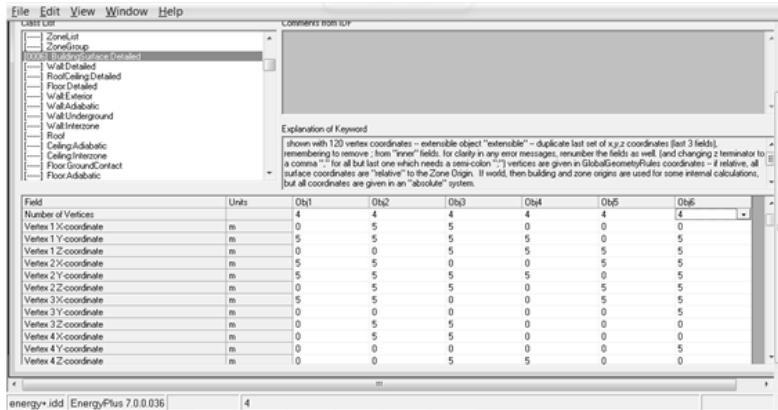 File Edit View Window Help
Class List
Comments from IDF
[-----] ZoneList
[-----] ZoneGroup
[0006] BuildingSurface:Detailed
[-----] Wall:Detailed
[-----] RoofCeiling:Detailed
[-----] Floor:Detailed
[-----] Wall:Exterior
[-----] Wall:Adiabatic
[-----] Wall:Underground
[-----] Wall:Interzone
[-----] Roof
[-----] Ceiling:Adiabatic
[-----] Ceiling:Interzone
[-----] Floor:GroundContact
[-----] Floor:Adiabatic
Explanation of Keyword
shown with 120 vertex coordinates -- extensible object "extensible" -- duplicate last set of x,y,z coordinates (last 3 fields),
remembering to remove ; from "inner" fields. for clarity in any error messages, renumber the fields as well. (and changing z terminator to
a comma "," for all but last one which needs a semi-colon ";") vertices are given in GlobalGeometryRules coordinates -- if relative, all
surface coordinates are "relative" to the Zone Origin. If world, then building and zone origins are used for some internal calculations,
but all coordinates are given in an "absolute" system.
Field Units Obj1 Obj2 Obj3 Obj4 Obj5 Obj6
Number of Vertices 4 4 4 4 4 4
Vertex 1 X-coordinate m 0 5 5 0 0 0
Vertex 1 Y-coordinate m 5 5 5 5 0 5
Vertex 1 Z-coordinate m 0 0 5 5 5 5
Vertex 2 X-coordinate m 5 5 0 0 5 5
Vertex 2 Y-coordinate m 5 5 5 5 0 5
Vertex 2 Z-coordinate m 0 0 0 0 5 5
Vertex 3 X-coordinate m 5 5 0 0 5 5
Vertex 3 Y-coordinate m 0 0 0 0 0 5
Vertex 3 Z-coordinate m 0 5 5 0 0 0
Vertex 4 X-coordinate m 0 5 5 0 0 0
Vertex 4 Y-coordinate m 0 0 0 0 0 5
Vertex 4 Z-coordinate m 0 0 5 5 0 0
energy+.idd EnergyPlus 7.0.0.036 4